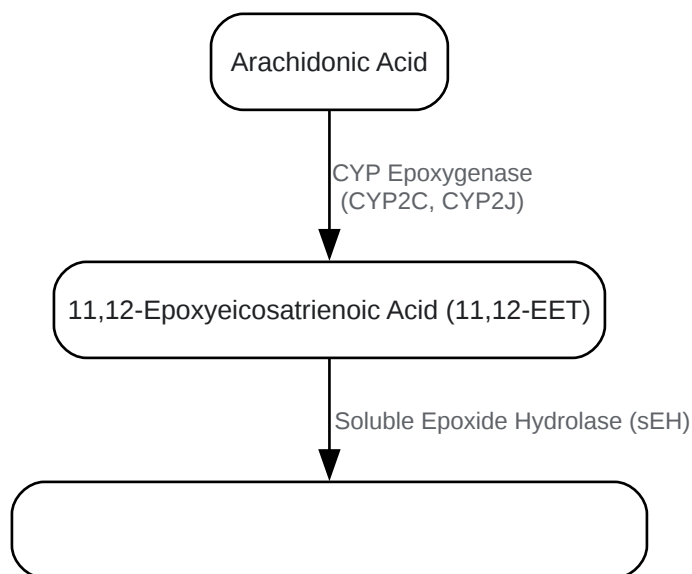 Arachidonic Acid
CYP Epoxygenase
(CYP2C, CYP2J)
11,12-Epoxyeicosatrienoic Acid (11,12-EET)
Soluble Epoxide Hydrolase (sEH)